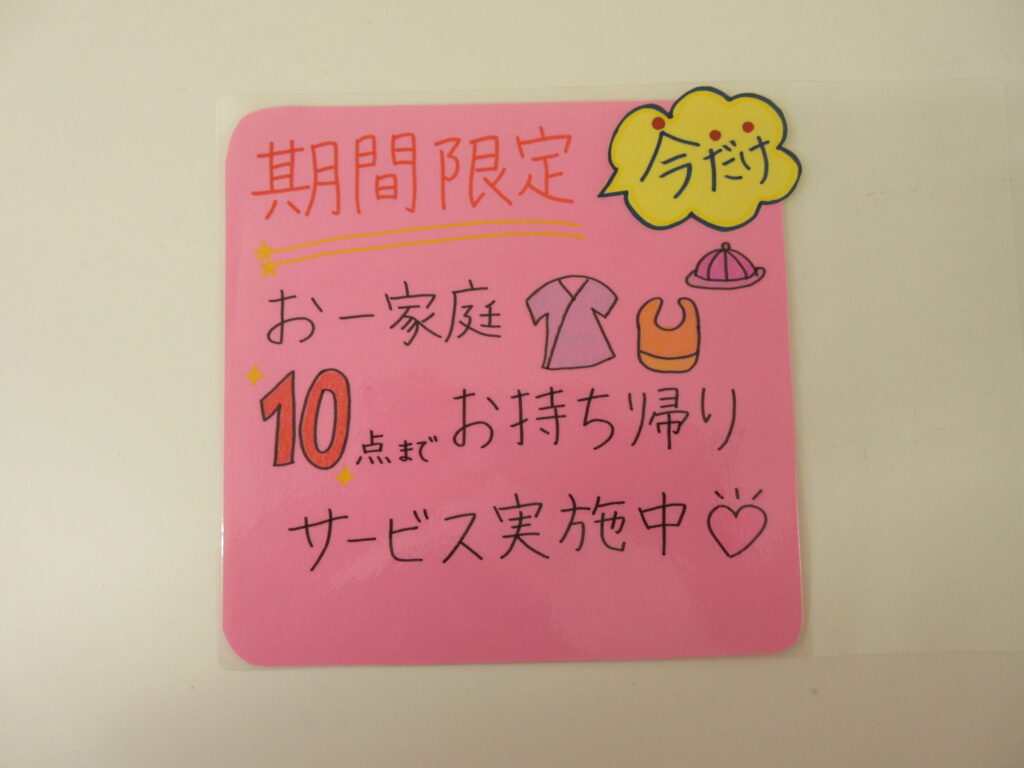 期間限定
今だけ
お一家庭
10点まで お持ち帰り
サービス実施中